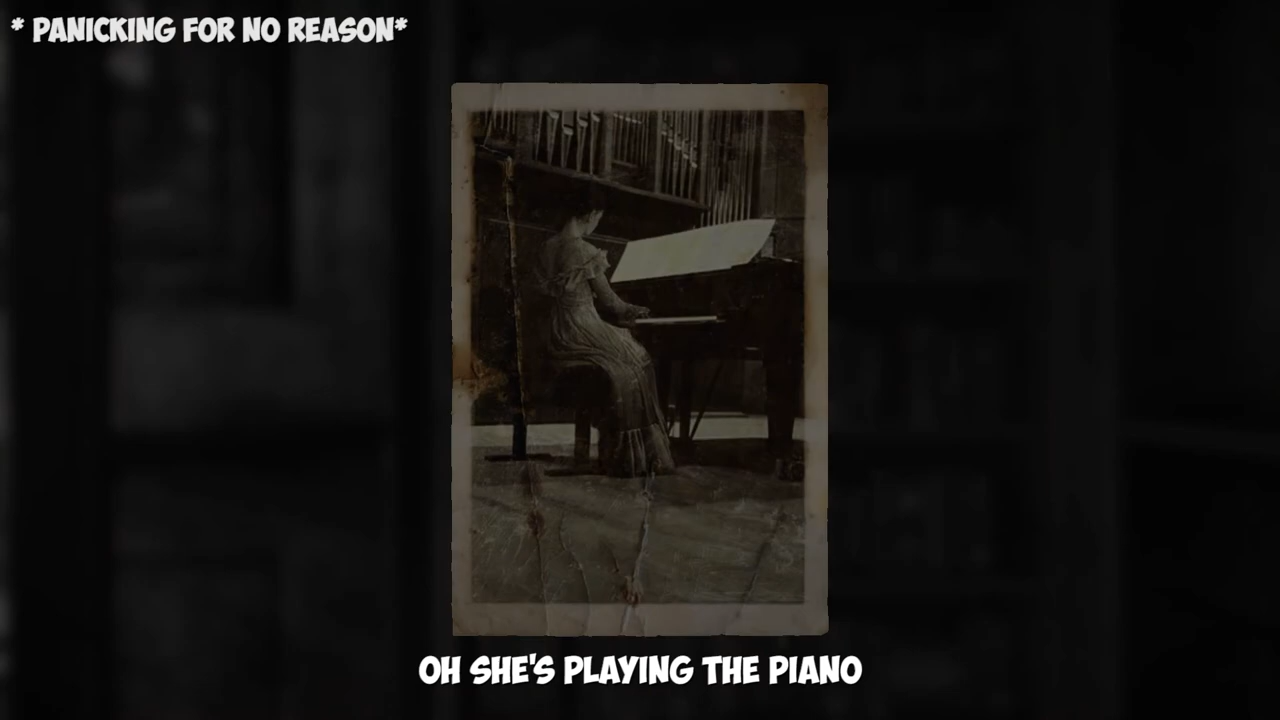 * PANICKING FOR NO REASON*
OH SHE'S PLAYING THE PIANO